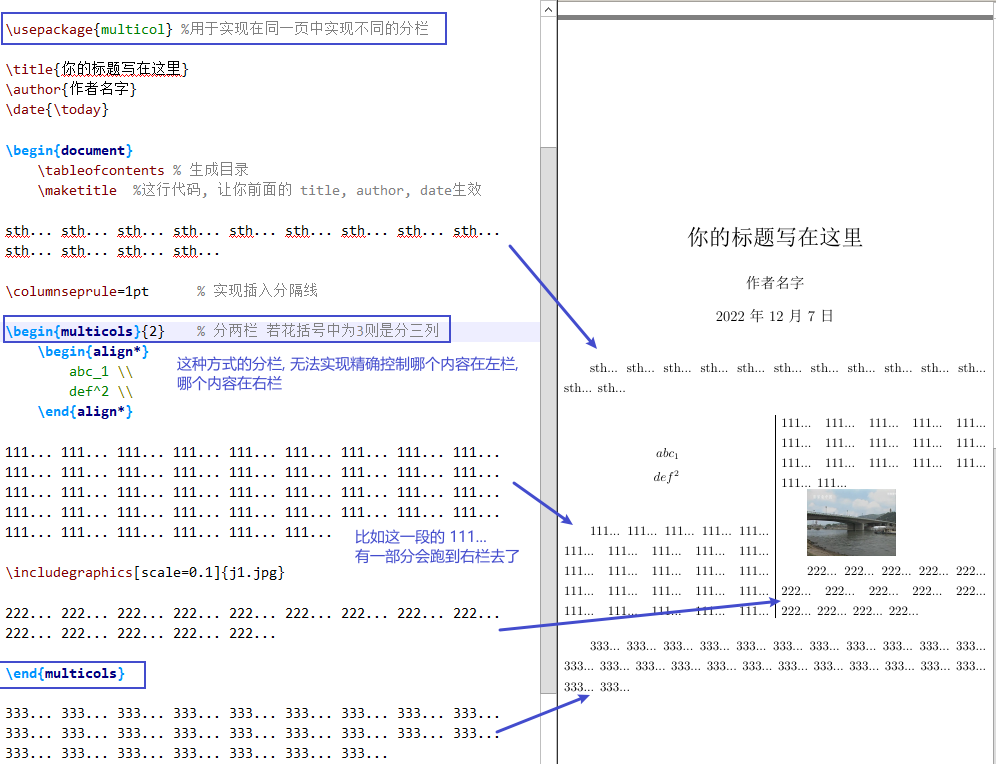 \usepackage{multicol} %用于实现在同一页中实现不同的分栏
\title{你的标题写在这里}
\author{作者名字}
\date{\today}
\begin{document}
\tableofcontents % 生成目录
\maketitle %这行代码, 让你前面的 title, author, date生效
sth... sth... sth... sth... sth... sth... sth... sth... sth...
sth... sth... sth... sth...
\columnseprule=1pt % 实现插入分隔线
\begin{multicols}{2} % 分两栏 若花括号中为3则是分三列
\begin{align*}
abc_1 \\
def^2 \\
\end{align*}
这种方式的分栏, 无法实现精确控制哪个内容在左栏,
哪个内容在右栏
111... 111... 111... 111... 111... 111... 111... 111... 111...
111... 111... 111... 111... 111... 111... 111... 111... 111...
111... 111... 111... 111... 111... 111... 111... 111... 111...
111... 111... 111... 111... 111... 111... 111... 111... 111...
111... 111... 111... 111... 111... 111...
比如这一段的 111...
有一部分会跑到右栏去了
\includegraphics[scale=0.1]{j1.jpg}
222... 222... 222... 222... 222... 222... 222... 222... 222...
222... 222... 222... 222... 222...
\end{multicols}
333... 333... 333... 333... 333... 333... 333... 333... 333...
333... 333... 333... 333... 333... 333... 333... 333... 333...
333... 333... 333... 333... 333... 333... 333...
你的标题写在这里
作者名字
2022 年 12 月 7 日
sth... sth... sth... sth... sth... sth... sth... sth... sth... sth... sth...
sth... sth...
abc₁
def²
111... 111... 111... 111... 111...
111... 111... 111... 111... 111...
111... 111... 111... 111... 111...
111... 111... 111... 111... 111...
111... 111... 111... 111... 111...
111... 111... 111... 111... 111...
111... 111... 111... 111... 111...
111... 111... 111... 111... 111...
111... 111...
222... 222... 222... 222... 222...
222... 222... 222... 222... 222...
222... 222... 222... 222...
333... 333... 333... 333... 333... 333... 333... 333... 333... 333... 333...
333... 333... 333... 333... 333... 333... 333... 333... 333... 333... 333... 333...
333... 333...